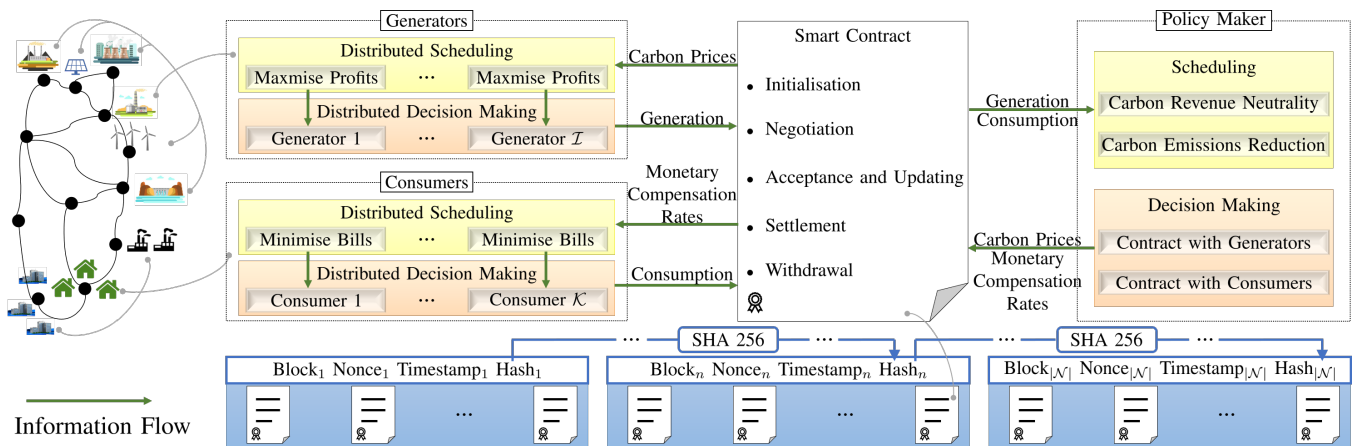 Generators
Distributed Scheduling
Maxmise Profits ... Maxmise Profits
Distributed Decision Making
Generator 1 ... Generator ℐ
Consumers
Distributed Scheduling
Minimise Bills ... Minimise Bills
Distributed Decision Making
Consumer 1 ... Consumer 𝒦
Carbon Prices
Generation
Monetary
Compensation
Rates
Consumption
Smart Contract
• Initialisation
• Negotiation
• Acceptance and Updating
• Settlement
• Withdrawal
Generation
Consumption
Carbon Prices
Monetary
Compensation
Rates
Policy Maker
Scheduling
Carbon Revenue Neutrality
Carbon Emissions Reduction
Decision Making
Contract with Generators
Contract with Consumers
... SHA 256 ...
... SHA 256 ...
Block₁ Nonce₁ Timestamp₁ Hash₁
Blockₙ Nonceₙ Timestampₙ Hashₙ
Block|𝒩| Nonce|𝒩| Timestamp|𝒩| Hash|𝒩|
...
...
...
Information Flow